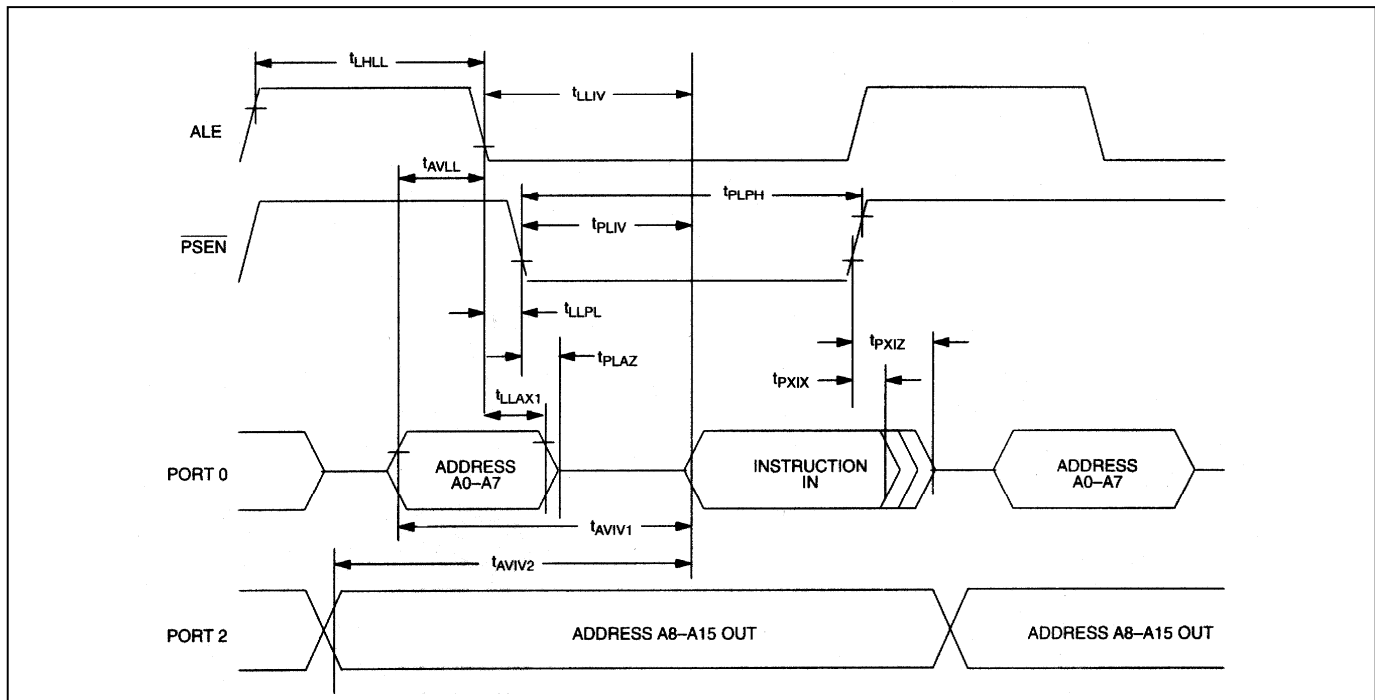 tLHLL
tLLIV
ALE
tAVLL
tPLPH
tPLIV
PSEN
tLLPL
tPXIZ
tPLAZ
tPXIX
tLLAX1
PORT 0
ADDRESS
A0–A7
INSTRUCTION
IN
ADDRESS
A0–A7
tAVIV1
tAVIV2
PORT 2
ADDRESS A8–A15 OUT
ADDRESS A8–A15 OUT